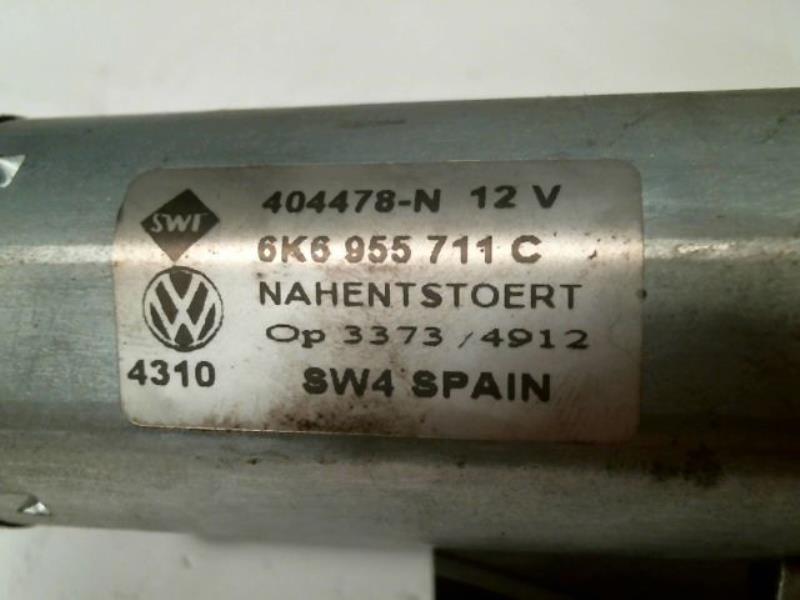 SWF 404478-N 12 V
6K6 955 711 C
NAHENTSTOERT
Op 3373 / 4912
4310 SW4 SPAIN